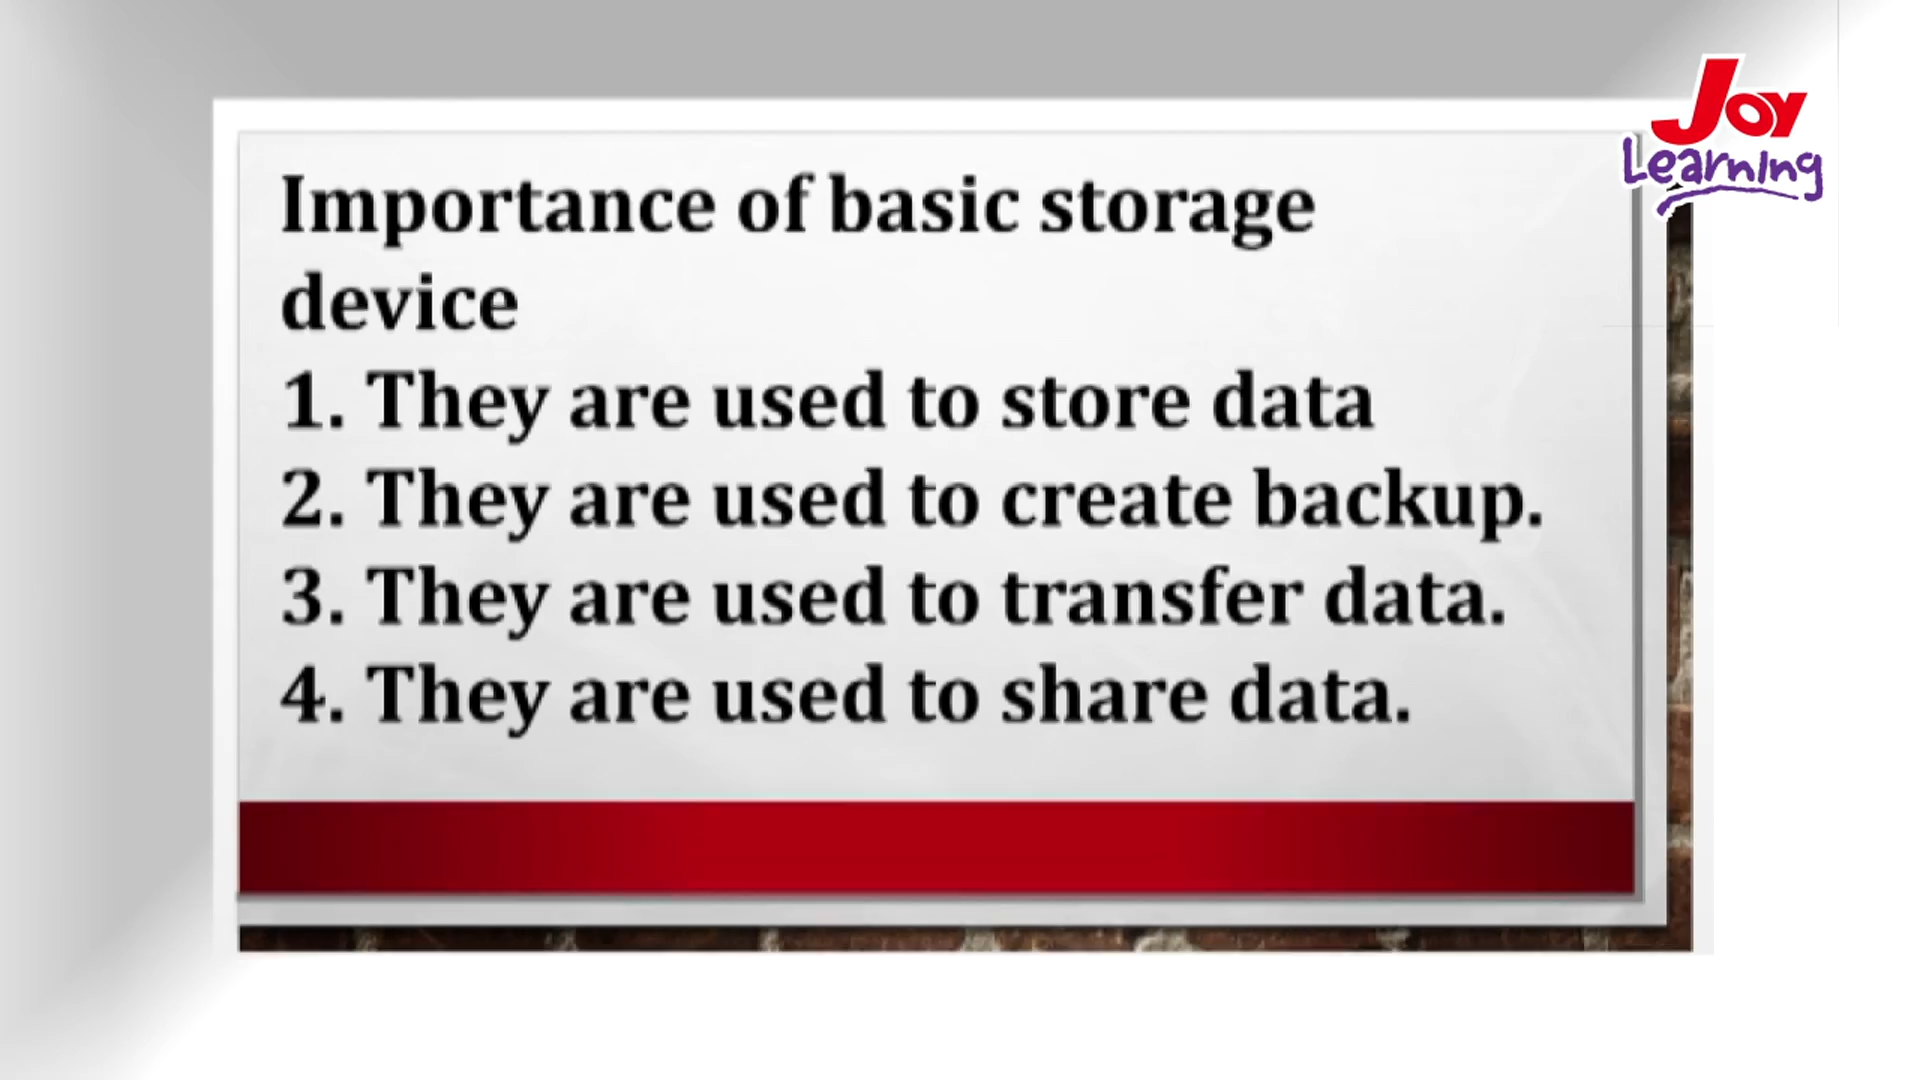 Joy
Learning
Importance of basic storage
device
1. They are used to store data
2. They are used to create backup.
3. They are used to transfer data.
4. They are used to share data.